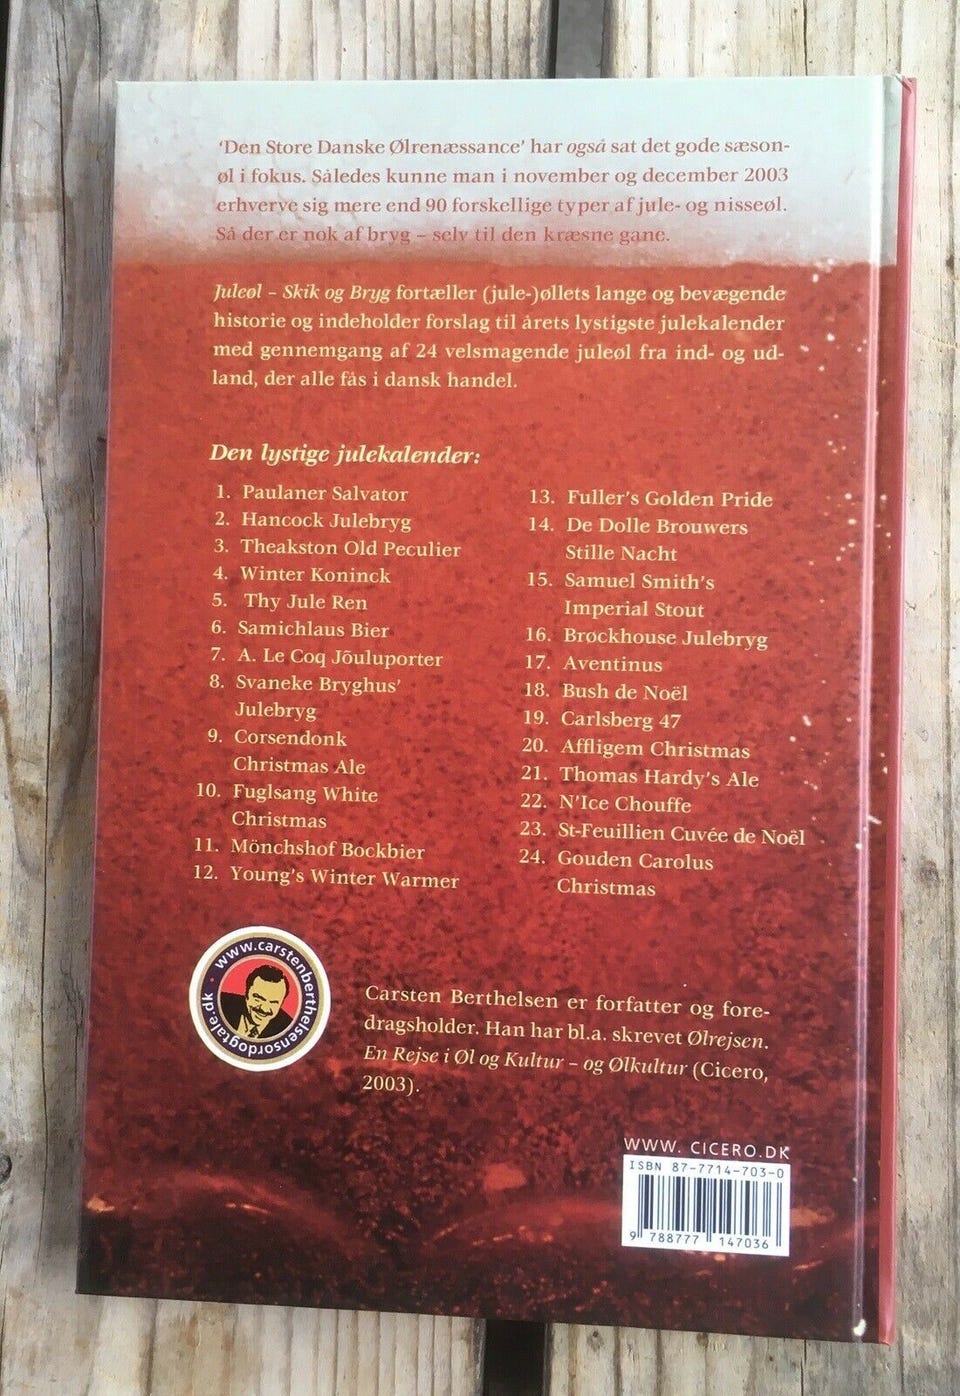 ‘Den Store Danske Ølrenæssance’ har også sat det gode sæson-
øl i fokus. Således kunne man i november og december 2003
erhverve sig mere end 90 forskellige typer af jule- og nisseøl.
Så der er nok af bryg – selv til den kræsne gane.
Juleøl – Skik og Bryg fortæller (jule-)øllets lange og bevægende
historie og indeholder forslag til årets lystigste julekalender
med gennemgang af 24 velsmagende juleøl fra ind- og ud-
land, der alle fås i dansk handel.
Den lystige julekalender:
1. Paulaner Salvator
2. Hancock Julebryg
3. Theakston Old Peculier
4. Winter Koninck
5. Thy Jule Ren
6. Samichlaus Bier
7. A. Le Coq Jõuluporter
8. Svaneke Bryghus’
Julebryg
9. Corsendonk
Christmas Ale
10. Fuglsang White
Christmas
11. Mönchshof Bockbier
12. Young’s Winter Warmer
13. Fuller’s Golden Pride
14. De Dolle Brouwers
Stille Nacht
15. Samuel Smith’s
Imperial Stout
16. Brøckhouse Julebryg
17. Aventinus
18. Bush de Noël
19. Carlsberg 47
20. Affligem Christmas
21. Thomas Hardy’s Ale
22. N’Ice Chouffe
23. St-Feuillien Cuvée de Noël
24. Gouden Carolus
Christmas
www.carstenberthelsensordogtale.dk
Carsten Berthelsen er forfatter og fore-
dragsholder. Han har bl.a. skrevet Ølrejsen.
En Rejse i Øl og Kultur – og Ølkultur (Cicero,
2003).
WWW. CICERO.DK
ISBN 87-7714-703-0
9 788777 147036